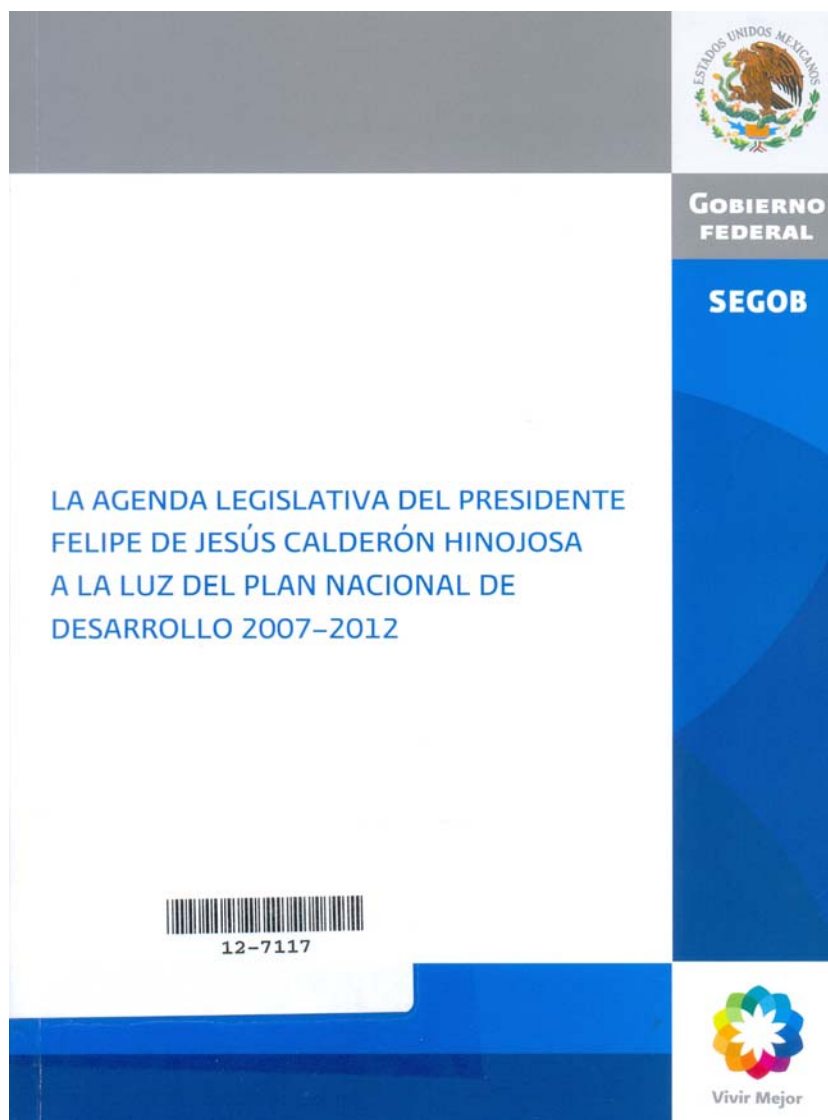 ESTADOS UNIDOS MEXICANOS
GOBIERNO
FEDERAL
SEGOB
LA AGENDA LEGISLATIVA DEL PRESIDENTE
FELIPE DE JESÚS CALDERÓN HINOJOSA
A LA LUZ DEL PLAN NACIONAL DE
DESARROLLO 2007–2012
12-7117
Vivir Mejor